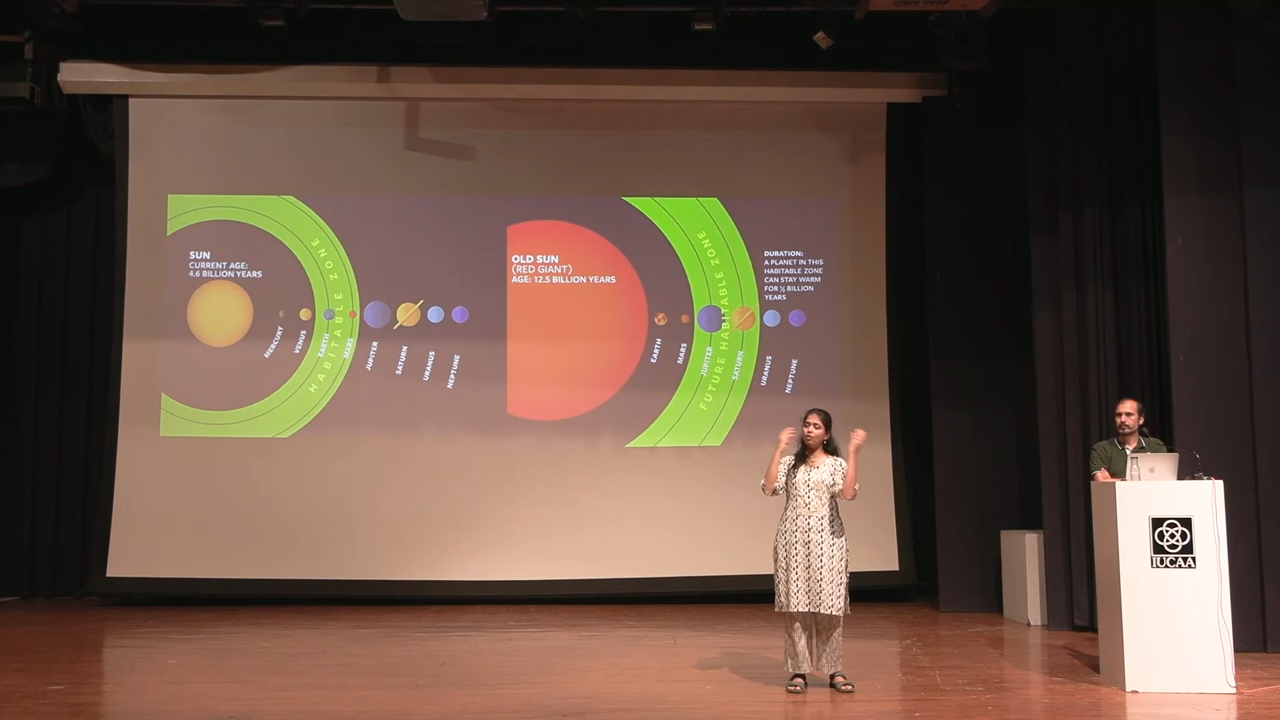 SUN
CURRENT AGE:
4.6 BILLION YEARS
HABITABLE ZONE
MERCURY
VENUS
EARTH
MARS
JUPITER
SATURN
URANUS
NEPTUNE
OLD SUN
(RED GIANT)
AGE: 12.5 BILLION YEARS
EARTH
MARS
JUPITER
SATURN
URANUS
NEPTUNE
FUTURE HABITABLE ZONE
DURATION:
A PLANET IN THIS
HABITABLE ZONE
CAN STAY WARM
FOR ½ BILLION
YEARS
IUCAA